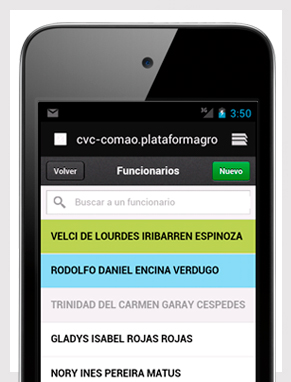 3G
3:50
cvc-comao.plataformagro
Volver
Funcionarios
Nuevo
Buscar a un funcionario
VELCI DE LOURDES IRIBARREN ESPINOZA
RODOLFO DANIEL ENCINA VERDUGO
TRINIDAD DEL CARMEN GARAY CESPEDES
GLADYS ISABEL ROJAS ROJAS
NORY INES PEREIRA MATUS